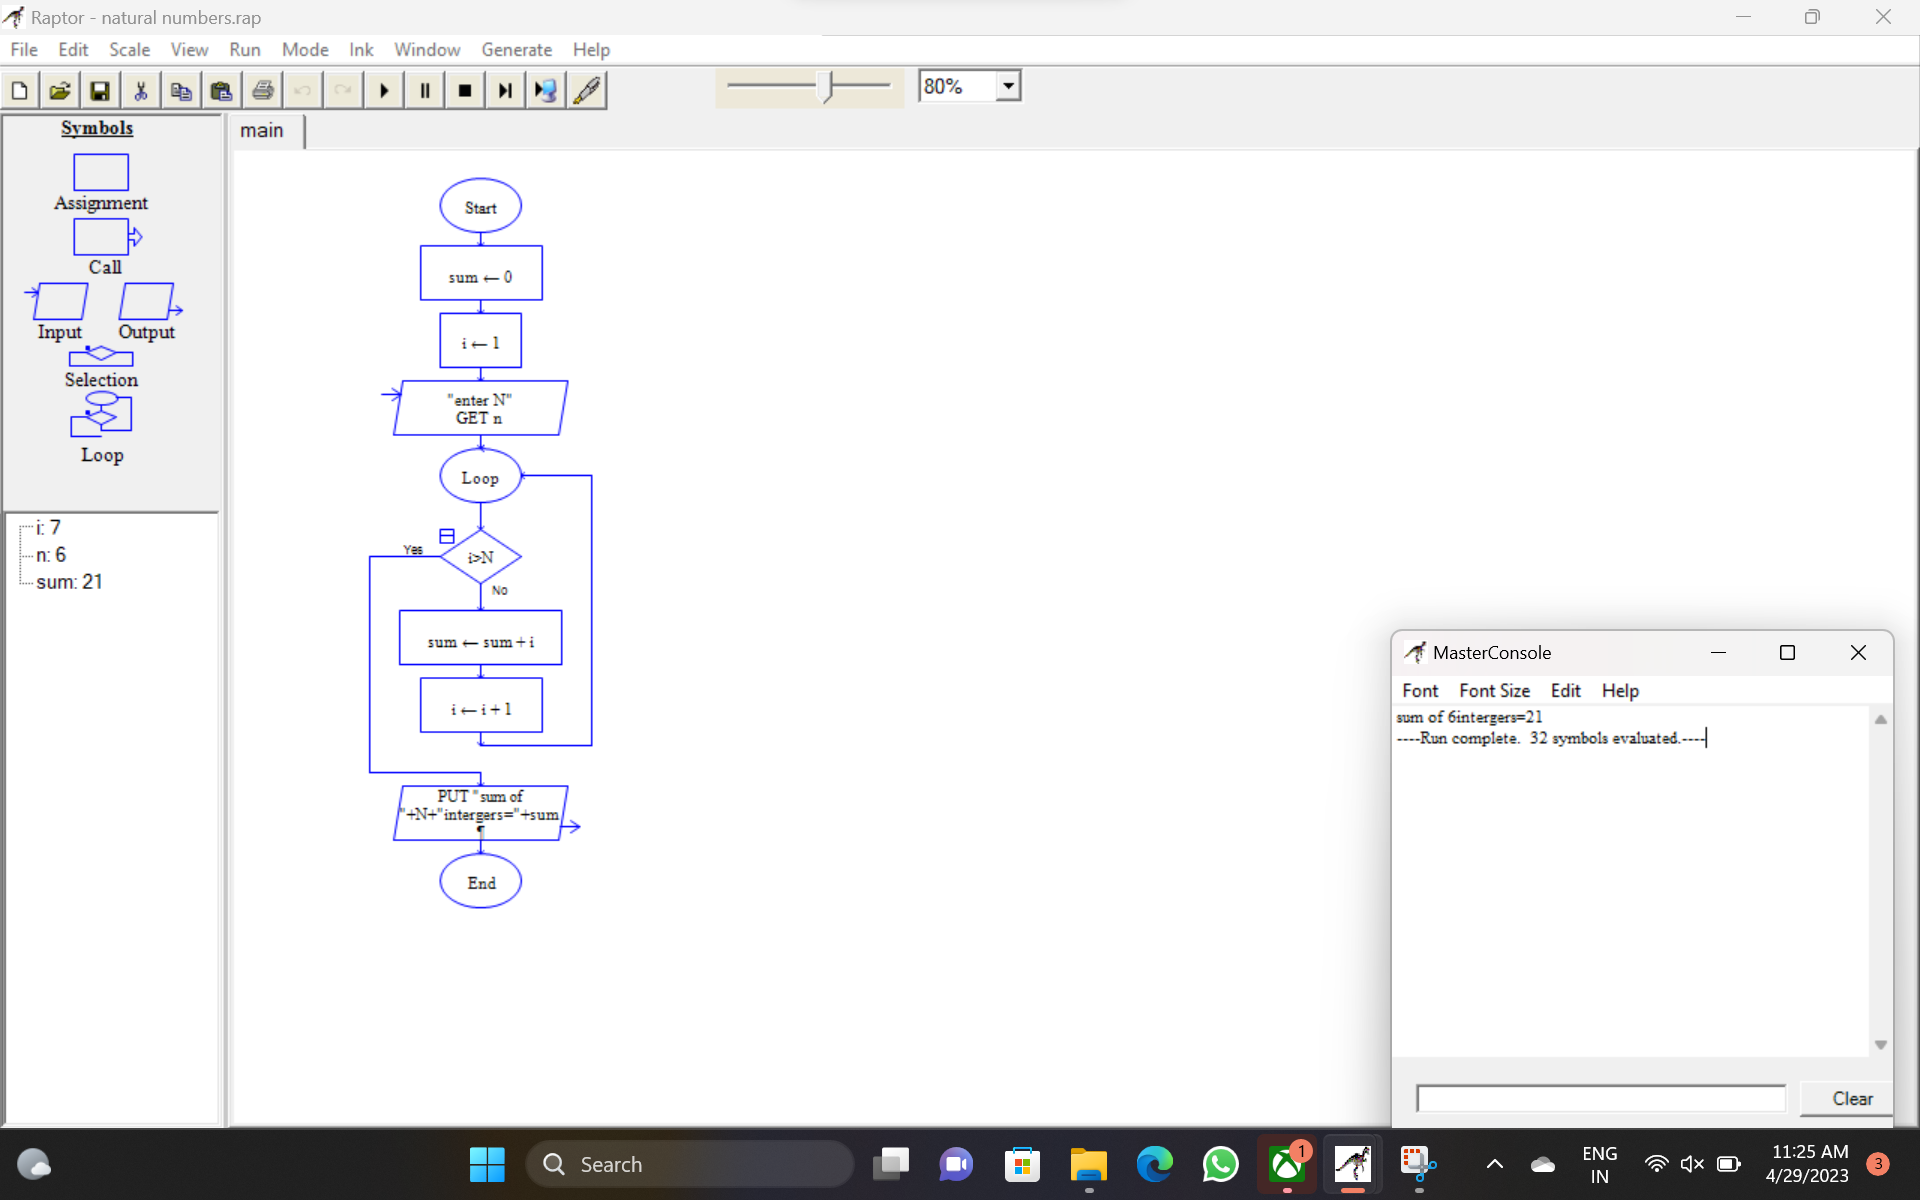 Raptor - natural numbers.rap
File Edit Scale View Run Mode Ink Window Generate Help
80%
Symbols
Assignment
Call
Input Output
Selection
Loop
i: 7
n: 6
sum: 21
main
Start
sum ← 0
i ← 1
"enter N"
GET n
Loop
Yes
i>N
No
sum ← sum + i
i ← i + 1
PUT "sum of
"+N+"intergers="+sum
¶
End
MasterConsole
Font Font Size Edit Help
sum of 6intergers=21
----Run complete.  32 symbols evaluated.----
Clear
Search
1
ENG
IN
11:25 AM
4/29/2023
3